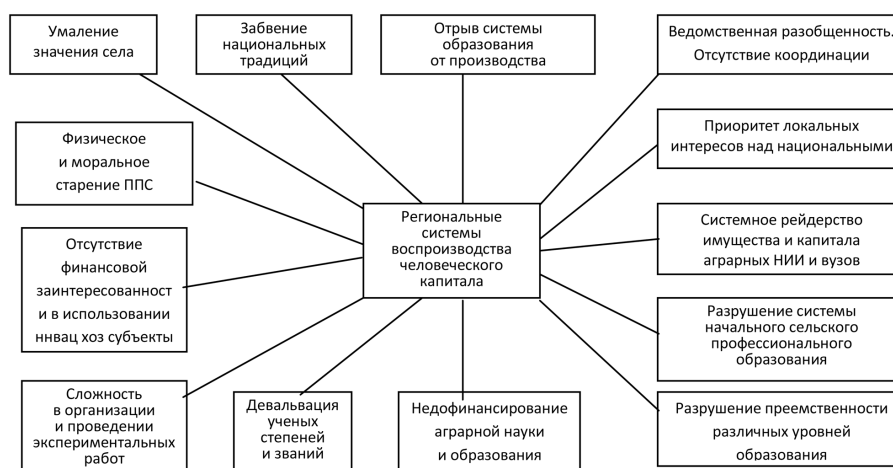 Умаление
значения села
Забвение
национальных
традиций
Отрыв системы
образования
от производства
Ведомственная разобщенность.
Отсутствие координации
Физическое
и моральное
старение ППС
Приоритет локальных
интересов над национальными
Региональные
системы
воспроизводства
человеческого
капитала
Системное рейдерство
имущества и капитала
аграрных НИИ и вузов
Отсутствие
финансовой
заинтересованност
и в использовании
ннвац хоз субъекты
Разрушение системы
начального сельского
профессионального
образования
Сложность
в организации
и проведении
экспериментальных
работ
Девальвация
ученых
степеней
и званий
Недофинансирование
аграрной науки
и образования
Разрушение преемственности
различных уровней
образования